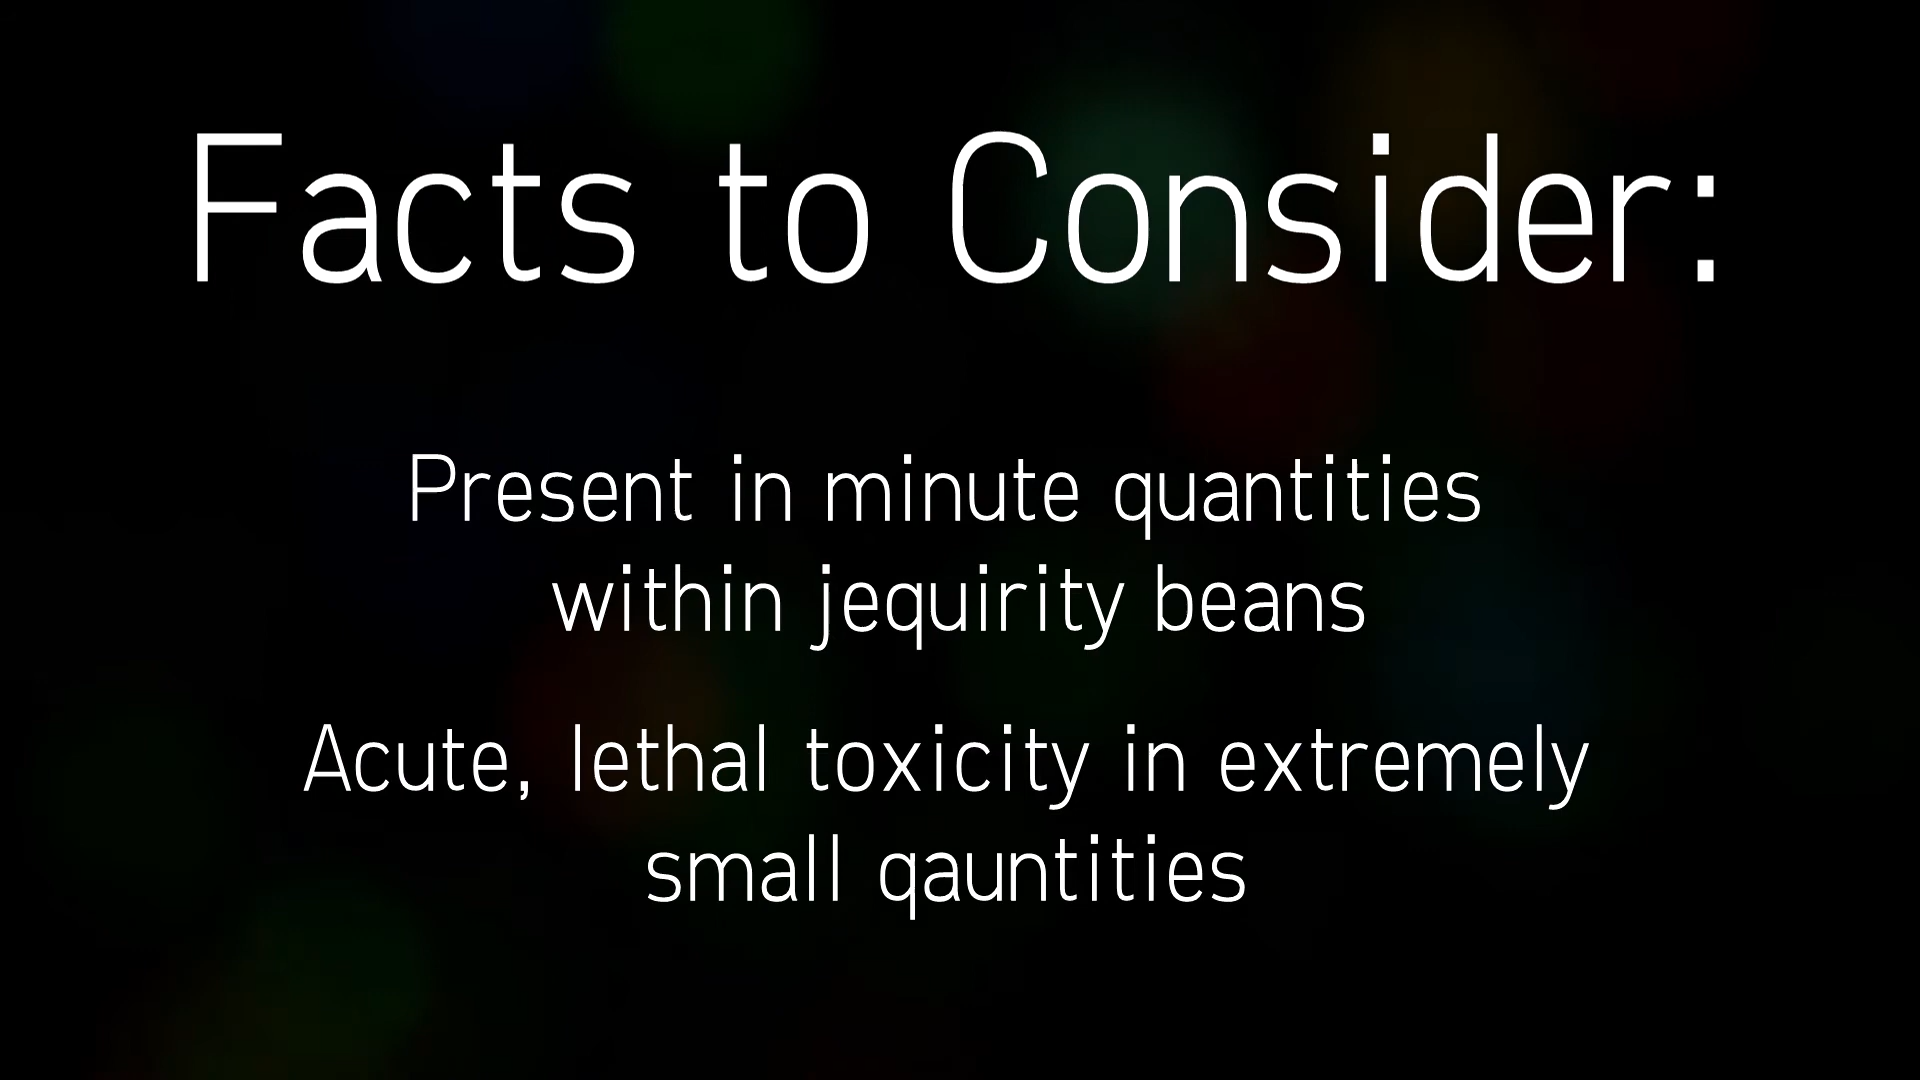 Facts to Consider:
Present in minute quantities
within jequirity beans
Acute, lethal toxicity in extremely
small qauntities